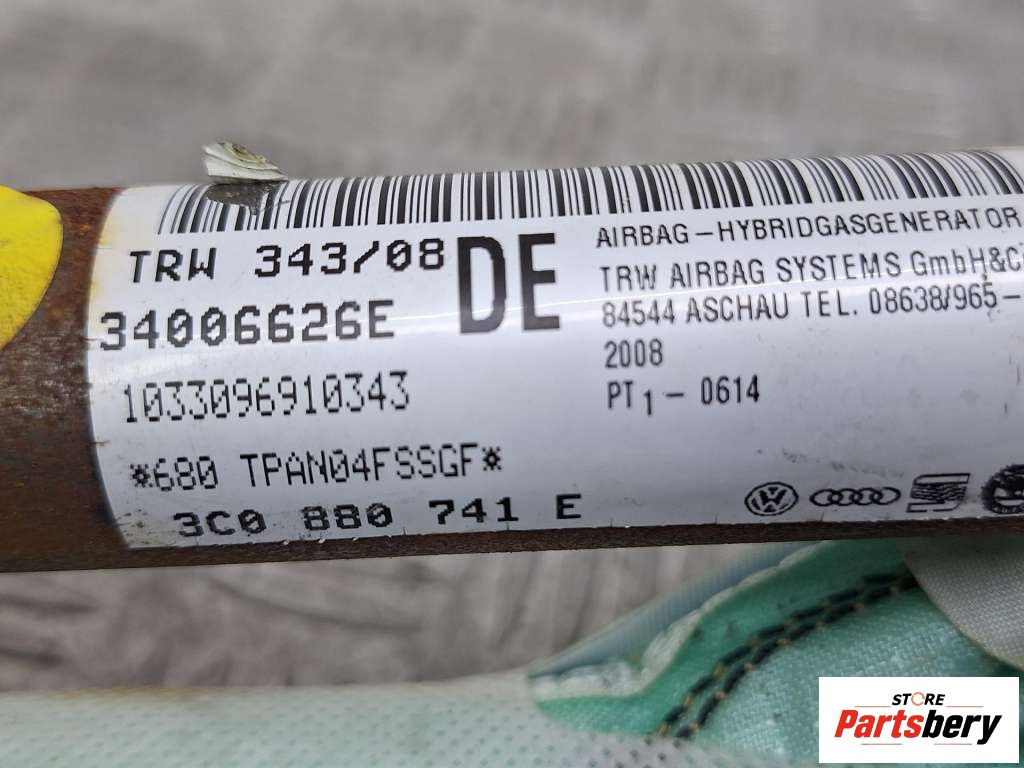 TRW 343/08
34006626E
1033096910343
*680 TPAN04FSSGF*
3C0 880 741 E
DE
AIRBAG-HYBRIDGASGENERATOR
TRW AIRBAG SYSTEMS GmbH&C
84544 ASCHAU TEL. 08638/965-
2008
PT1-0614
STORE
Partsbery